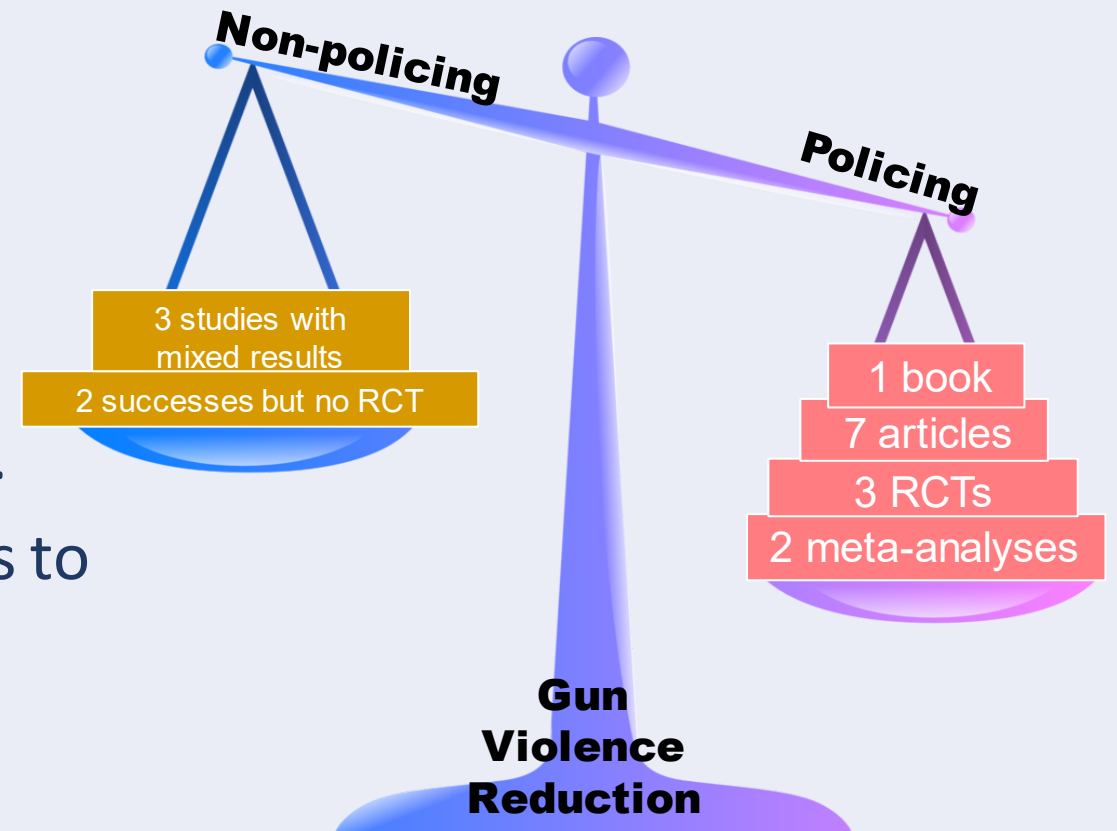 Non-policing
Policing
3 studies with
mixed results
2 successes but no RCT
1 book
7 articles
3 RCTs
2 meta-analyses
.
s to
Gun
Violence
Reduction